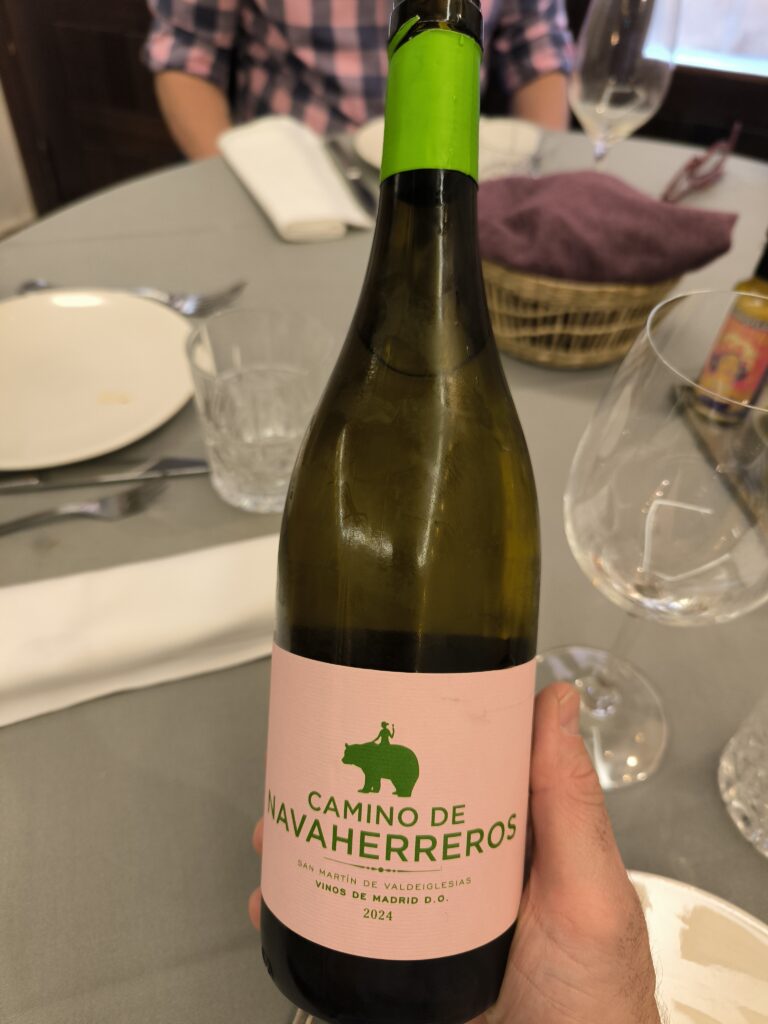 CAMINO DE
NAVAHERREROS
SAN MARTÍN DE VALDEIGLESIAS
VINOS DE MADRID D.O.
2024